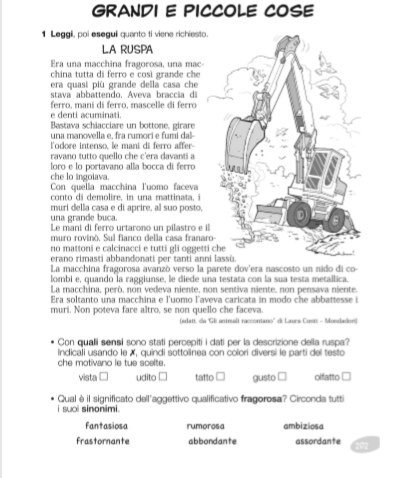 GRANDI E PICCOLE COSE
1 Leggi, poi esegui quanto ti viene richiesto.
LA RUSPA
Era una macchina fragorosa, una mac-
china tutta di ferro e così grande che
era quasi più grande della casa che
stava abbattendo. Aveva braccia di
ferro, mani di ferro, mascelle di ferro
e denti acuminati.
Bastava schiacciare un bottone, girare
una manovella e, fra rumori e fumi dal-
l'odore intenso, le mani di ferro affer-
ravano tutto quello che c'era davanti a
loro e lo portavano alla bocca di ferro
che lo ingoiava.
Con quella macchina l'uomo faceva
conto di demolire, in una mattinata, i
muri della casa e di aprire, al suo posto,
una grande buca.
Le mani di ferro urtarono un pilastro e il
muro rovinò. Sul fianco della casa franaro-
no mattoni e calcinacci e tutti gli oggetti che
erano rimasti abbandonati per tanti anni lassù.
La macchina fragorosa avanzò verso la parete dov'era nascosto un nido di co-
lombi e, quando la raggiunse, le diede una testata con la sua testa metallica.
La macchina, però, non vedeva niente, non sentiva niente, non pensava niente.
Era soltanto una macchina e l'uomo l'aveva caricata in modo che abbattesse i
muri. Non poteva fare altro, se non quello che faceva.
(adatt. da "Gli animali raccontano" di Laura Conti - Mondadori)
• Con quali sensi sono stati percepiti i dati per la descrizione della ruspa?
Indicali usando le X, quindi sottolinea con colori diversi le parti del testo
che motivano le tue scelte.
vista □ udito □ tatto □ gusto □ olfatto □
• Qual è il significato dell'aggettivo qualificativo fragorosa? Circonda tutti
i suoi sinonimi.
fantasiosa rumorosa ambiziosa
frastornante abbondante assordante
202